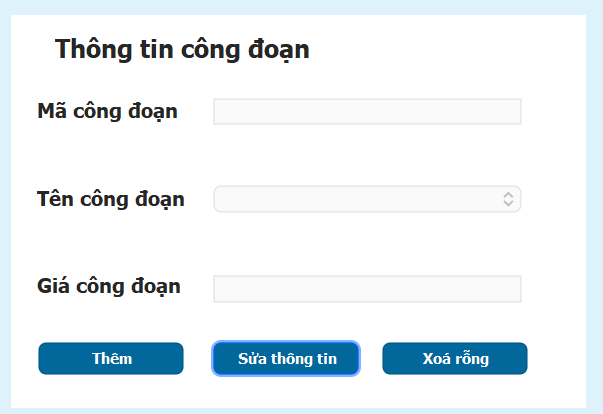 Thông tin công đoạn
Mã công đoạn
Tên công đoạn
Giá công đoạn
Thêm Sửa thông tin Xoá rỗng